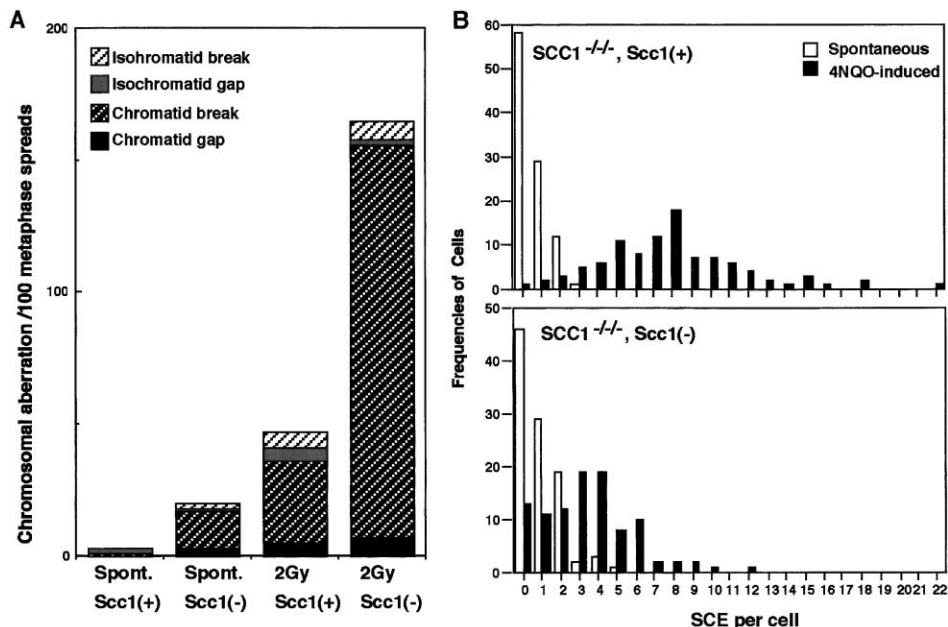 A
200
100
0
Chromosomal aberration /100 metaphase spreads
Isohromatid break
Isochromatid gap
Chromatid break
Chromatid gap
Spont. Spont. 2Gy 2Gy
Scc1(+) Scc1(-) Scc1(+) Scc1(-)
B
Frequencies of Cells
60
50
40
30
20
10
0
SCC1 -/-/-, Scc1(+)
Spontaneous
4NQO-induced
50
40
30
20
10
0
SCC1 -/-/-, Scc1(-)
0 1 2 3 4 5 6 7 8 9 10 11 12 13 14 15 16 17 18 19 20 21 22
SCE per cell